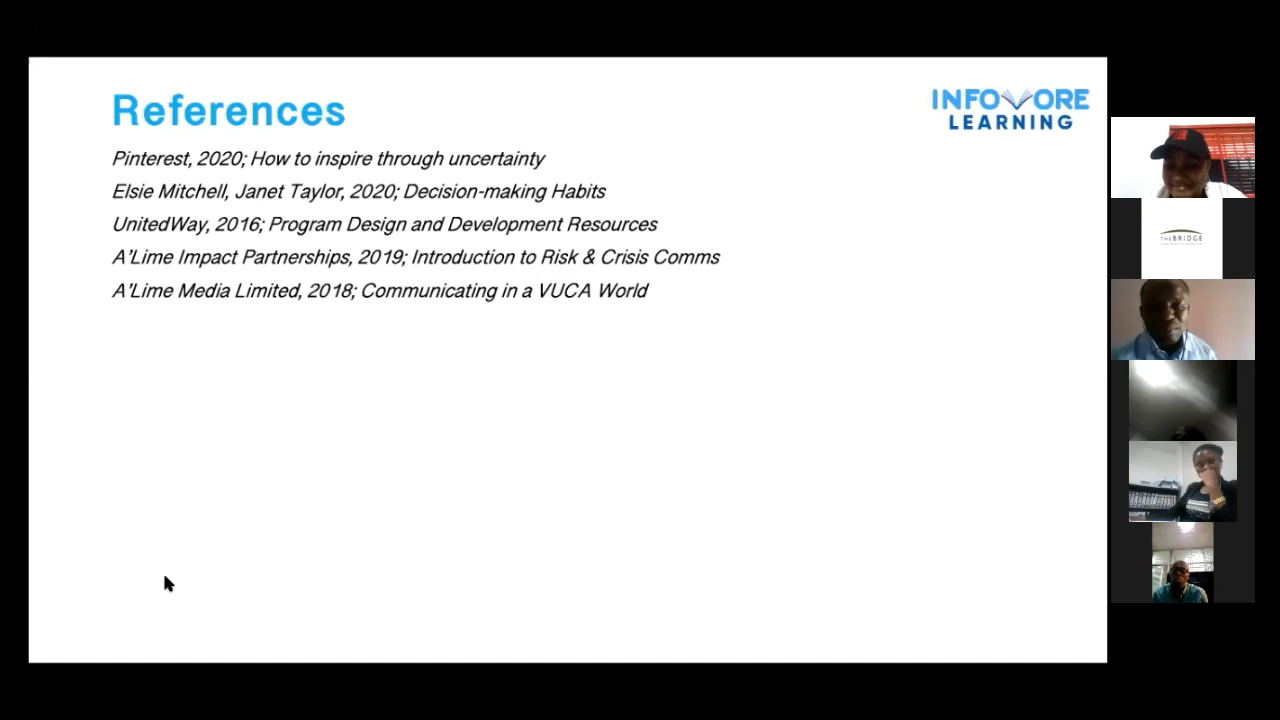 References
INFOVORE
LEARNING
Pinterest, 2020; How to inspire through uncertainty
Elsie Mitchell, Janet Taylor, 2020; Decision-making Habits
UnitedWay, 2016; Program Design and Development Resources
A’Lime Impact Partnerships, 2019; Introduction to Risk & Crisis Comms
A’Lime Media Limited, 2018; Communicating in a VUCA World
THE BRIDGE